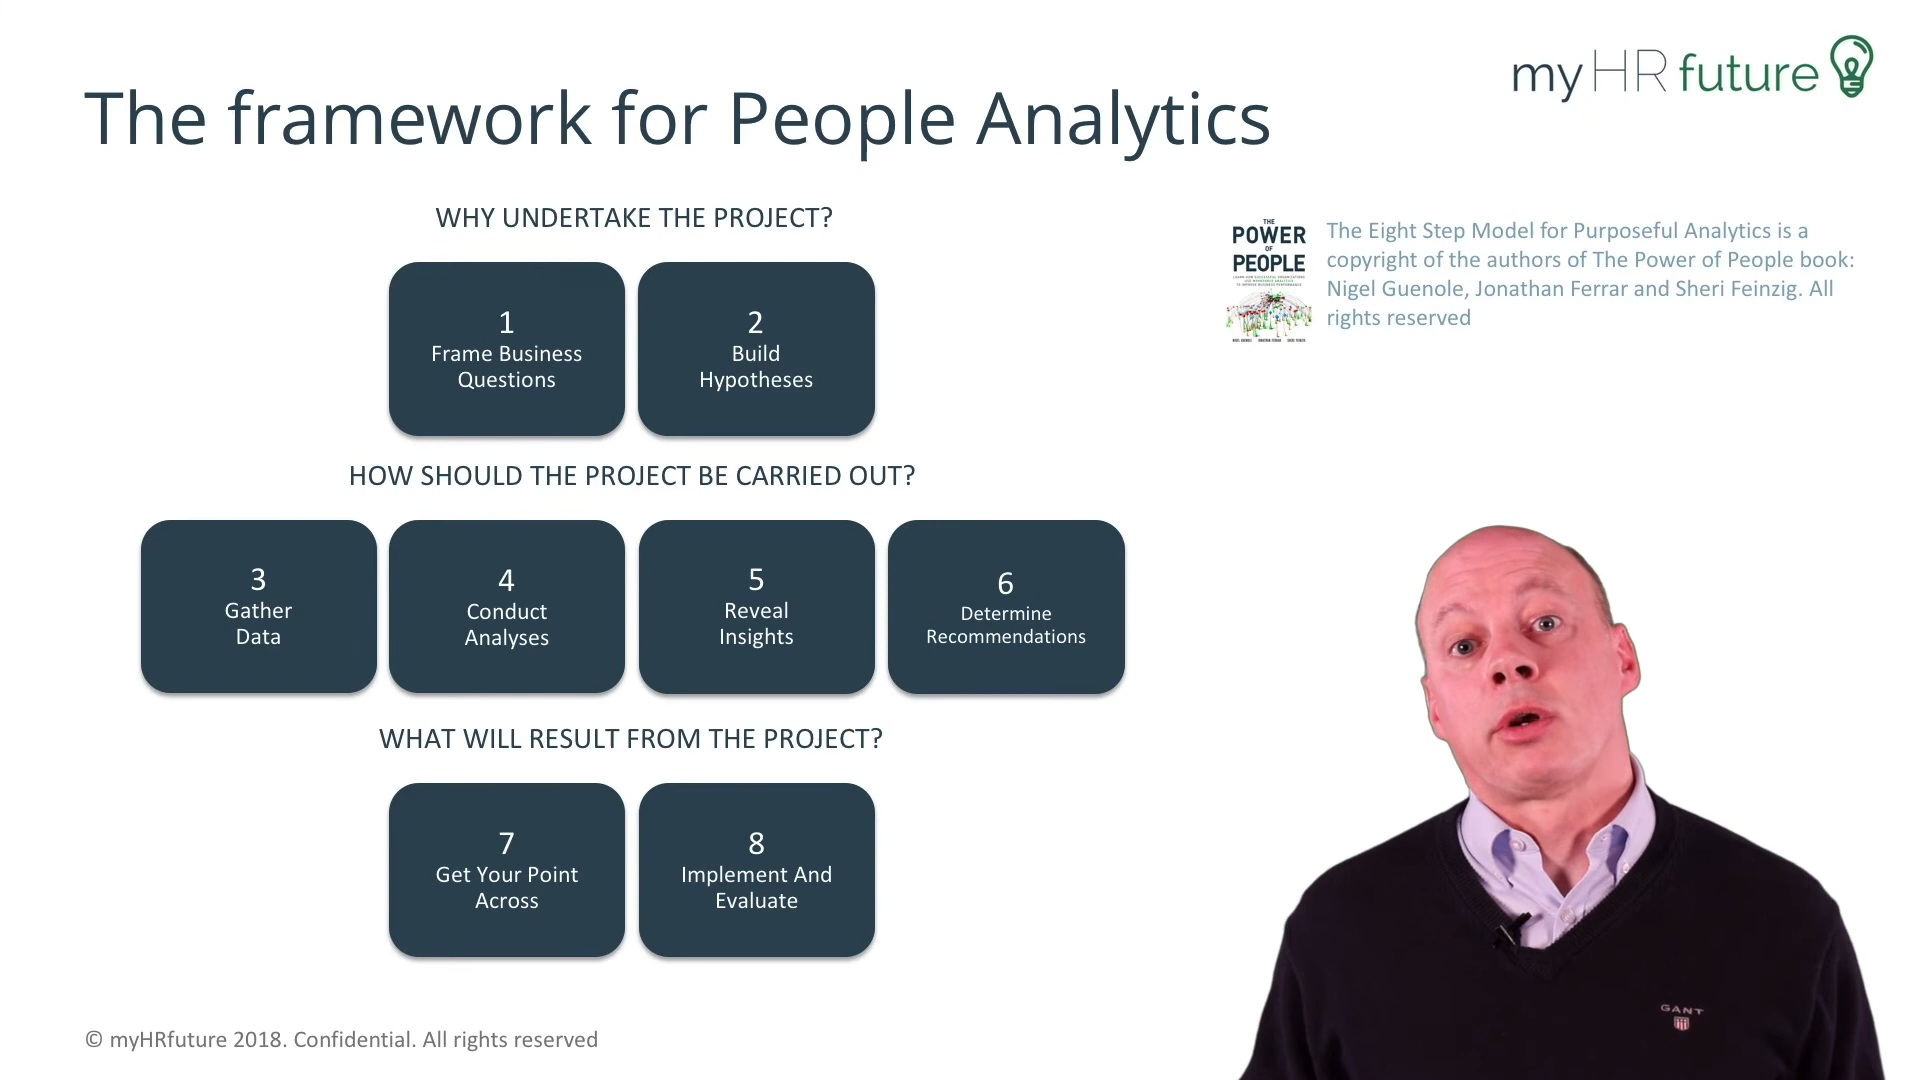 my HR future
The framework for People Analytics
WHY UNDERTAKE THE PROJECT?
1
Frame Business
Questions
2
Build
Hypotheses
HOW SHOULD THE PROJECT BE CARRIED OUT?
3
Gather
Data
4
Conduct
Analyses
5
Reveal
Insights
6
Determine
Recommendations
WHAT WILL RESULT FROM THE PROJECT?
7
Get Your Point
Across
8
Implement And
Evaluate
THE
POWER
OF
PEOPLE
The Eight Step Model for Purposeful Analytics is a
copyright of the authors of The Power of People book:
Nigel Guenole, Jonathan Ferrar and Sheri Feinzig. All
rights reserved
GANT
© myHRfuture 2018. Confidential. All rights reserved